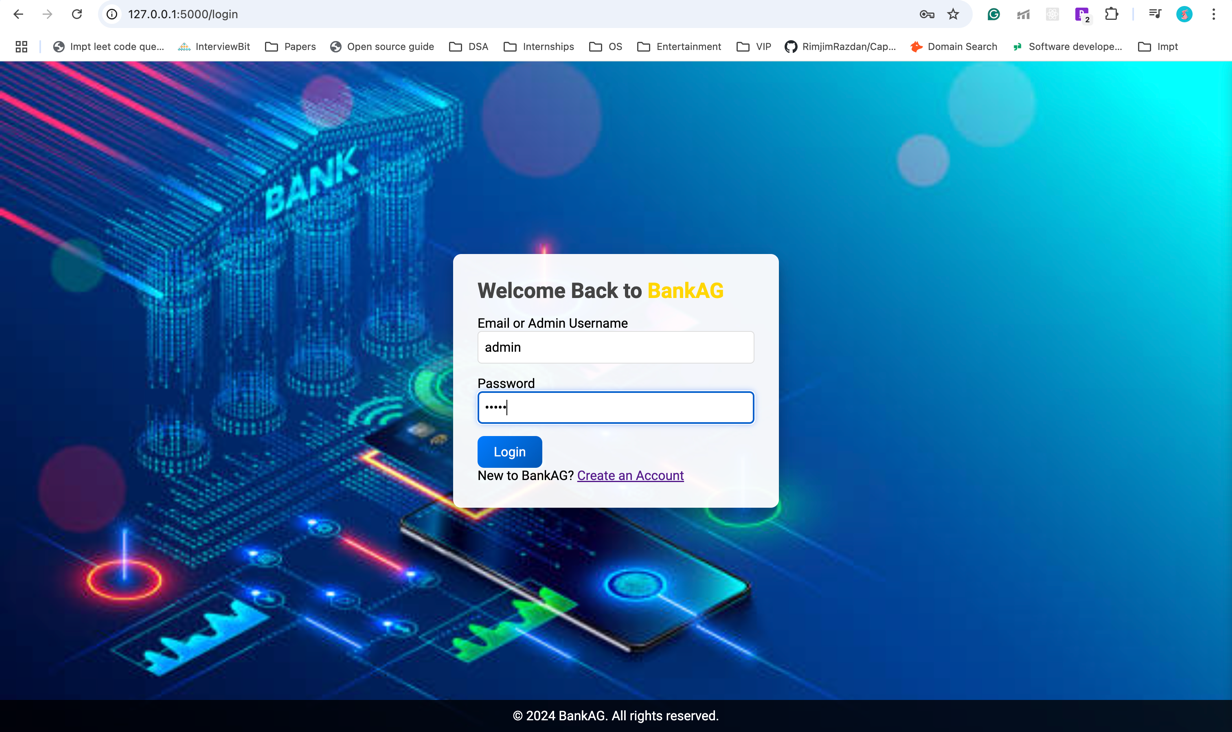 127.0.0.1:5000/login
2
Impt leet code que... InterviewBit Papers Open source guide DSA Internships OS Entertainment VIP RimjimRazdan/Cap... Domain Search Software develope... Impt
BANK
Welcome Back to BankAG
Email or Admin Username
admin
Password
•••••
Login
New to BankAG? Create an Account
© 2024 BankAG. All rights reserved.